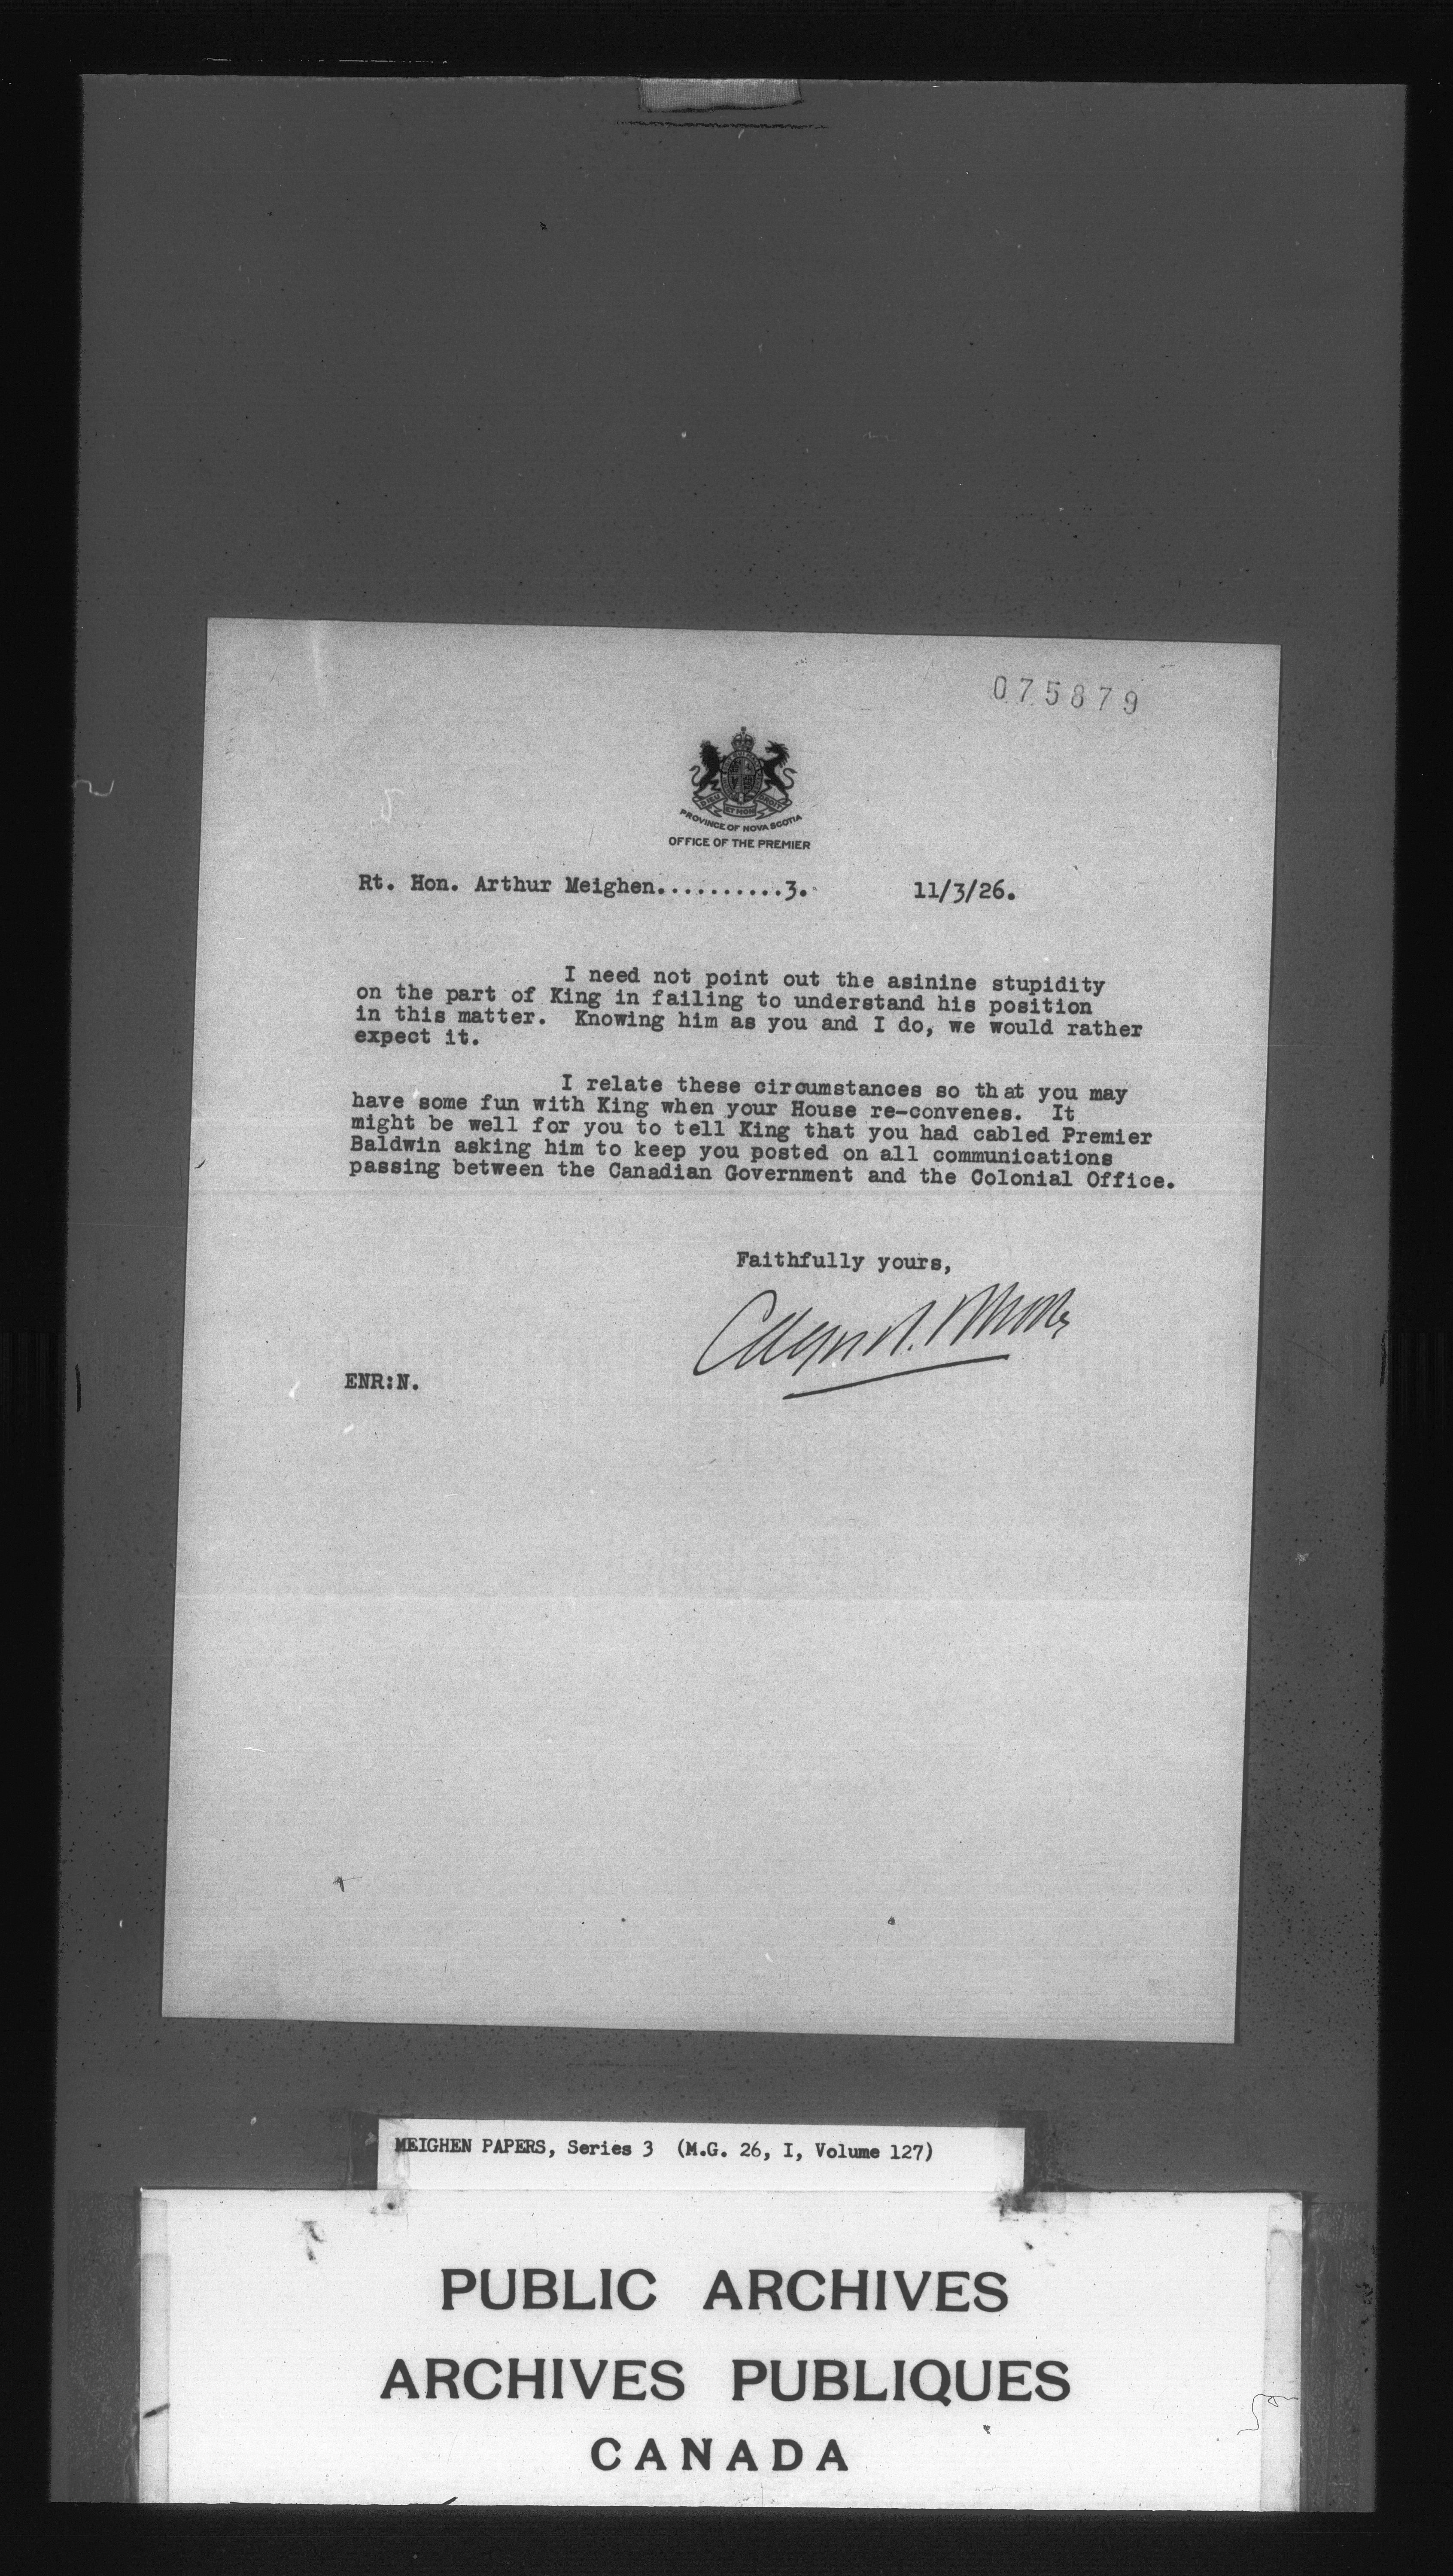 075879
DIEU ET MON DROIT
PROVINCE OF NOVA SCOTIA
OFFICE OF THE PREMIER
Rt. Hon. Arthur Meighen..........3. 11/3/26.
I need not point out the asinine stupidity
on the part of King in failing to understand his position
in this matter. Knowing him as you and I do, we would rather
expect it.
I relate these circumstances so that you may
have some fun with King when your House re-convenes. It
might be well for you to tell King that you had cabled Premier
Baldwin asking him to keep you posted on all communications
passing between the Canadian Government and the Colonial Office.
Faithfully yours,
ENR:N.
MEIGHEN PAPERS, Series 3 (M.G. 26, I, Volume 127)
PUBLIC ARCHIVES
ARCHIVES PUBLIQUES
CANADA